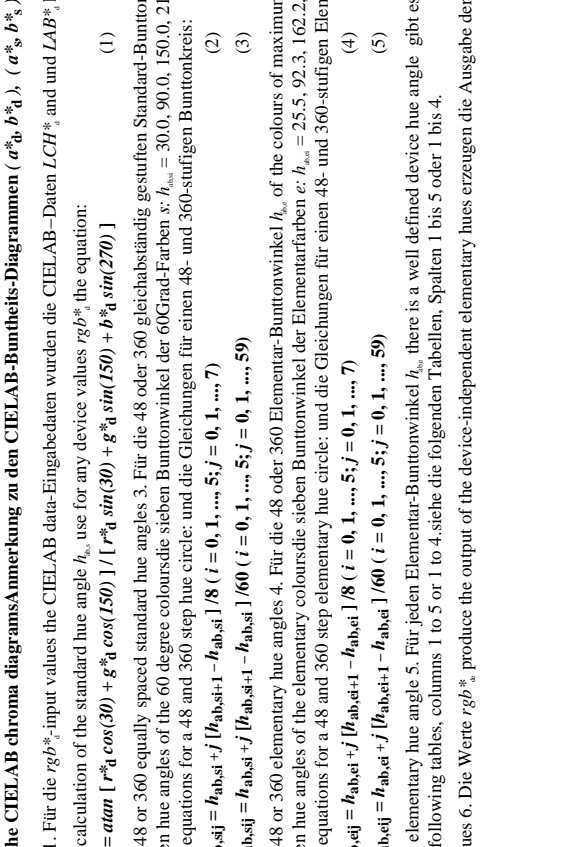 he CIELAB chroma diagramsAnmerkung zu den CIELAB-Buntheits-Diagrammen ( a*d, b*d ), ( a*s, b*s )
1. Für die rgb*d-input values the CIELAB data-Eingabedaten wurden die CIELAB–Daten LCH*d and und LAB*d
calculation of the standard hue angle hab,s use for any device values rgb*d the equation:
= atan [ r*d cos(30) + g*d cos(150) ] / [ r*d sin(30) + g*d sin(150) + b*d sin(270) ] (1)
48 or 360 equally spaced standard hue angles 3. Für die 48 oder 360 gleichabständig gestuften Standard-Buntton
en hue angles of the 60 degree coloursdie sieben Bunttonwinkel der 60Grad-Farben s: hab,si = 30.0, 90.0, 150.0, 21
equations for a 48 and 360 step hue circle: und die Gleichungen für einen 48- und 360-stufigen Bunttonkreis:
b,sij = hab,si + j [hab,si+1 − hab,si ]/8 ( i = 0, 1, ..., 5; j = 0, 1, ..., 7) (2)
ab,sij = hab,si + j [hab,si+1 − hab,si ]/60 ( i = 0, 1, ..., 5; j = 0, 1, ..., 59) (3)
48 or 360 elementary hue angles 4. Für die 48 oder 360 Elementar-Bunttonwinkel hab,e of the colours of maximum
en hue angles of the elementary coloursdie sieben Bunttonwinkel der Elementarfarben e: hab,ei = 25.5, 92.3, 162.2,
equations for a 48 and 360 step elementary hue circle: und die Gleichungen für einen 48- und 360-stufigen Elem
b,eij = hab,ei + j [hab,ei+1 − hab,ei ]/8 ( i = 0, 1, ..., 5; j = 0, 1, ..., 7) (4)
ab,eij = hab,ei + j [hab,ei+1 − hab,ei ]/60 ( i = 0, 1, ..., 5; j = 0, 1, ..., 59) (5)
elementary hue angle 5. Für jeden Elementar-Bunttonwinkel hab,e there is a well defined device hue angle gibt es
following tables, columns 1 to 5 or 1 to 4.siehe die folgenden Tabellen, Spalten 1 bis 5 oder 1 bis 4.
ues 6. Die Werte rgb*de produce the output of the device-independent elementary hues erzeugen die Ausgabe der